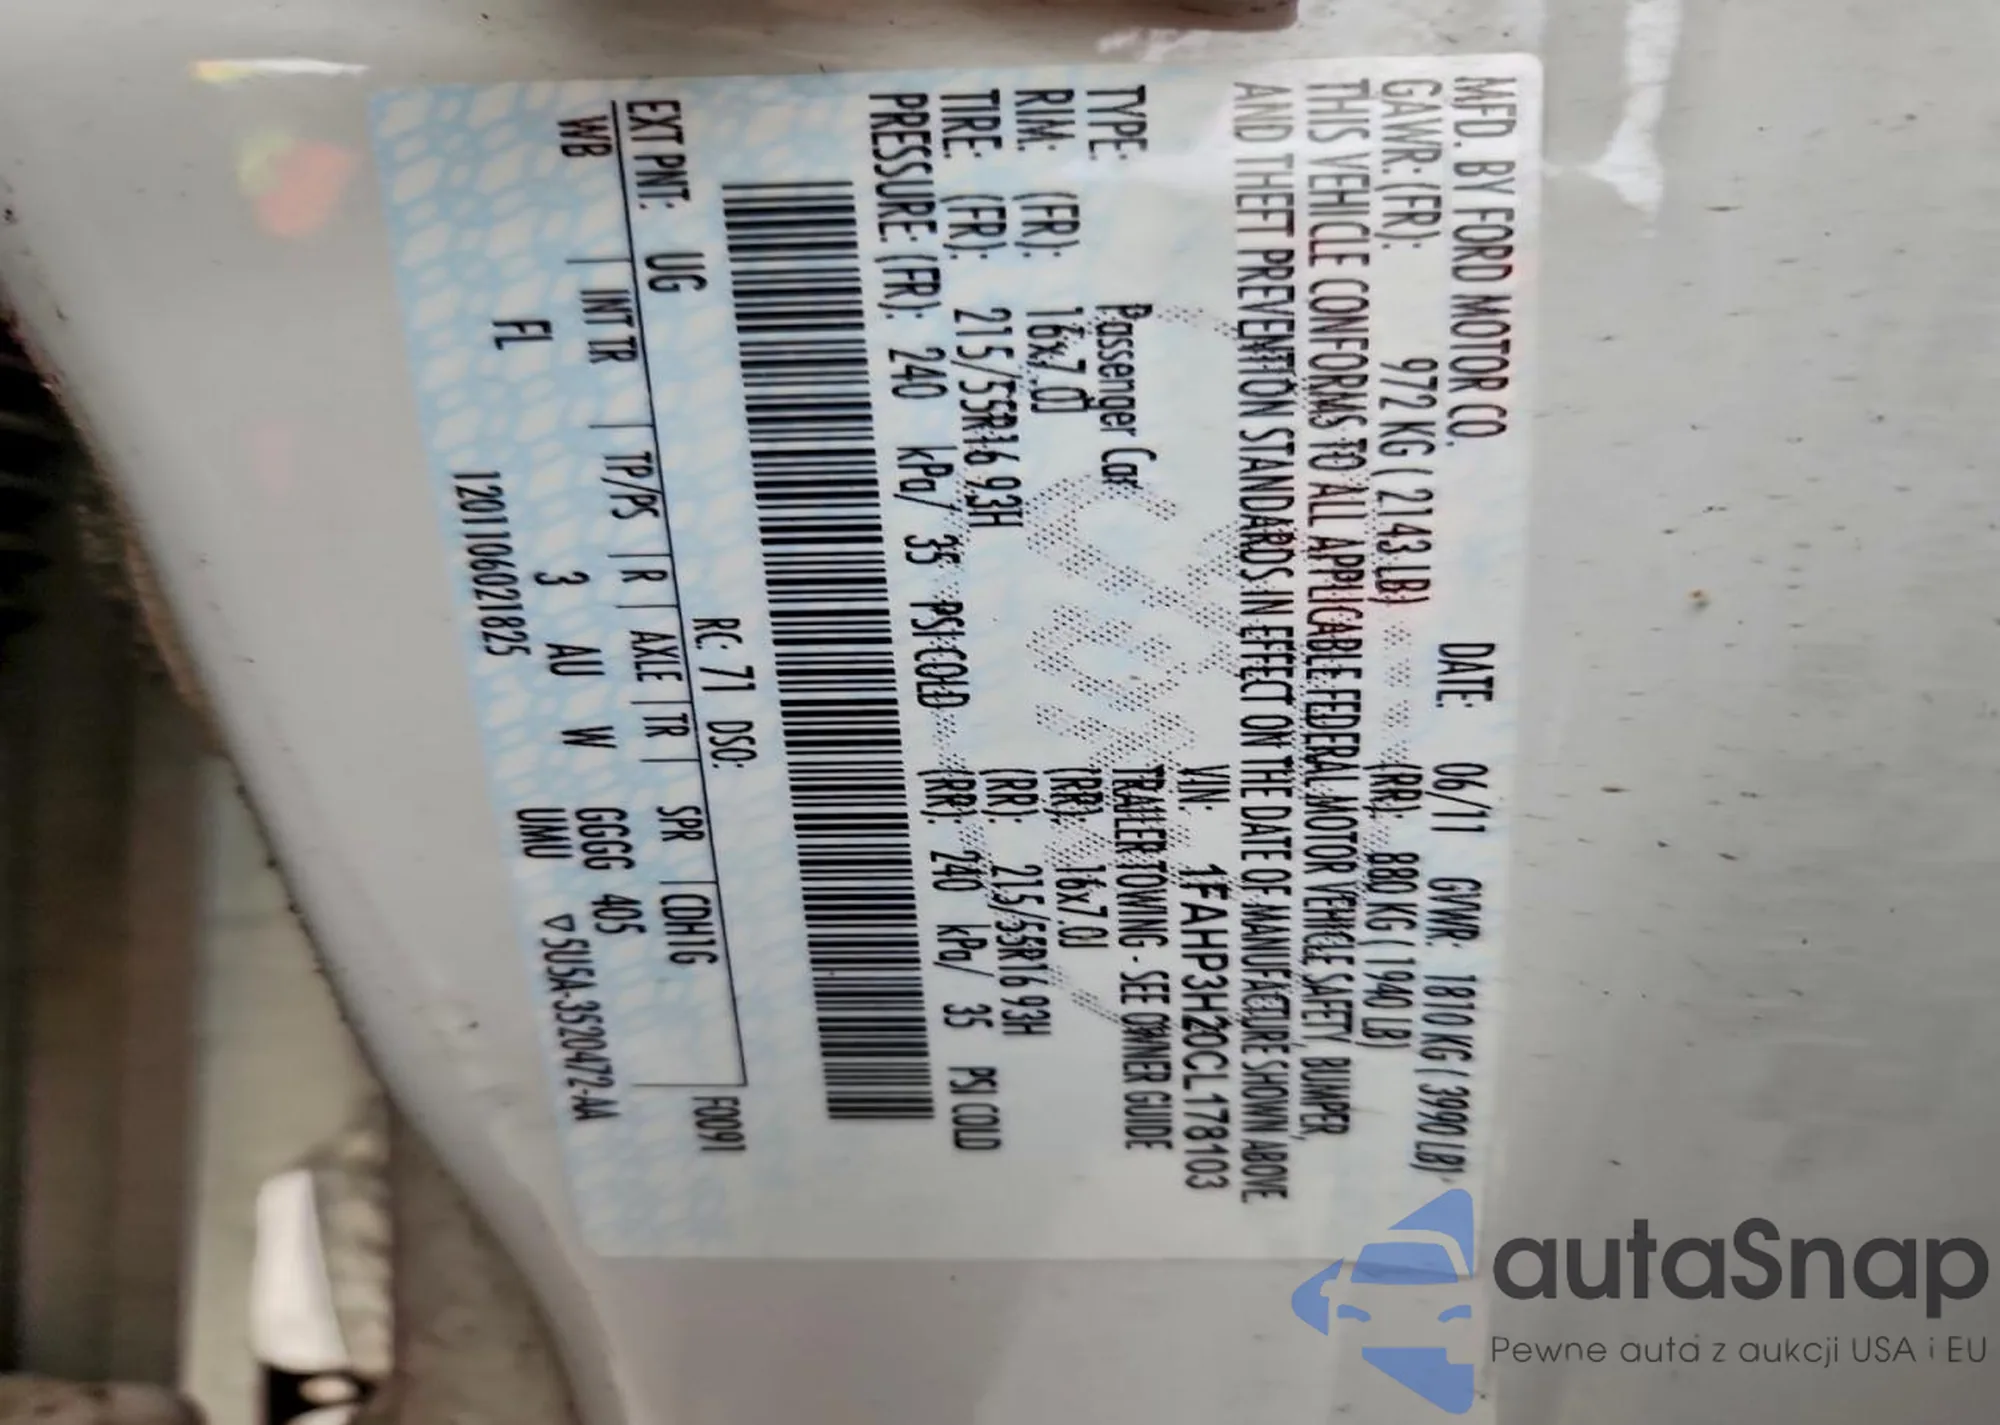 MFD. BY FORD MOTOR CO. DATE: 06/11 GVWR: 1810 KG ( 3990 LB)
GAWR: (FR): 972 KG ( 2143 LB) (RR): 880 KG ( 1940 LB)
THIS VEHICLE CONFORMS TO ALL APPLICABLE FEDERAL MOTOR VEHICLE SAFETY, BUMPER,
AND THEFT PREVENTION STANDARDS IN EFFECT ON THE DATE OF MANUFACTURE SHOWN ABOVE
VIN: 1FAHP3H20CL178103
TYPE: Passenger Car TRAILER TOWING - SEE OWNER GUIDE
RIM: (FR): 16x7.0J (RR): 16x7.0J
TIRE: (FR): 215/55R16 93H (RR): 215/55R16 93H
PRESSURE: (FR): 240 kPa/ 35 PSI COLD (RR): 240 kPa/ 35 PSI COLD
RC: 71 DSO: F0091
EXT PNT: UG
WB | INT TR | TP/PS | R | AXLE | TR | SPR | CDH1G
FL 3 AU W GGGG 405
UMU
1201106021825 ▽5U5A-3520472-AA
autaSnap
Pewne auta z aukcji USA i EU